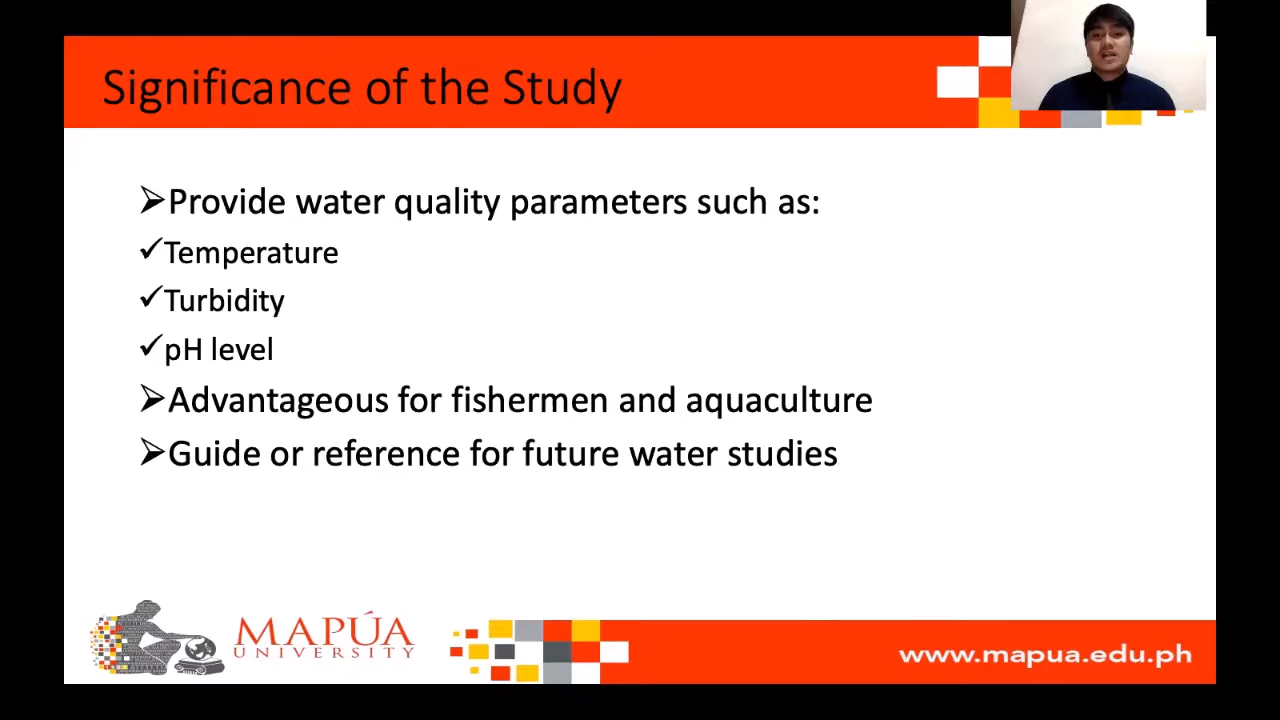 Significance of the Study
➢Provide water quality parameters such as:
✓Temperature
✓Turbidity
✓pH level
➢Advantageous for fishermen and aquaculture
➢Guide or reference for future water studies
MAPÚA
UNIVERSITY
www.mapua.edu.ph